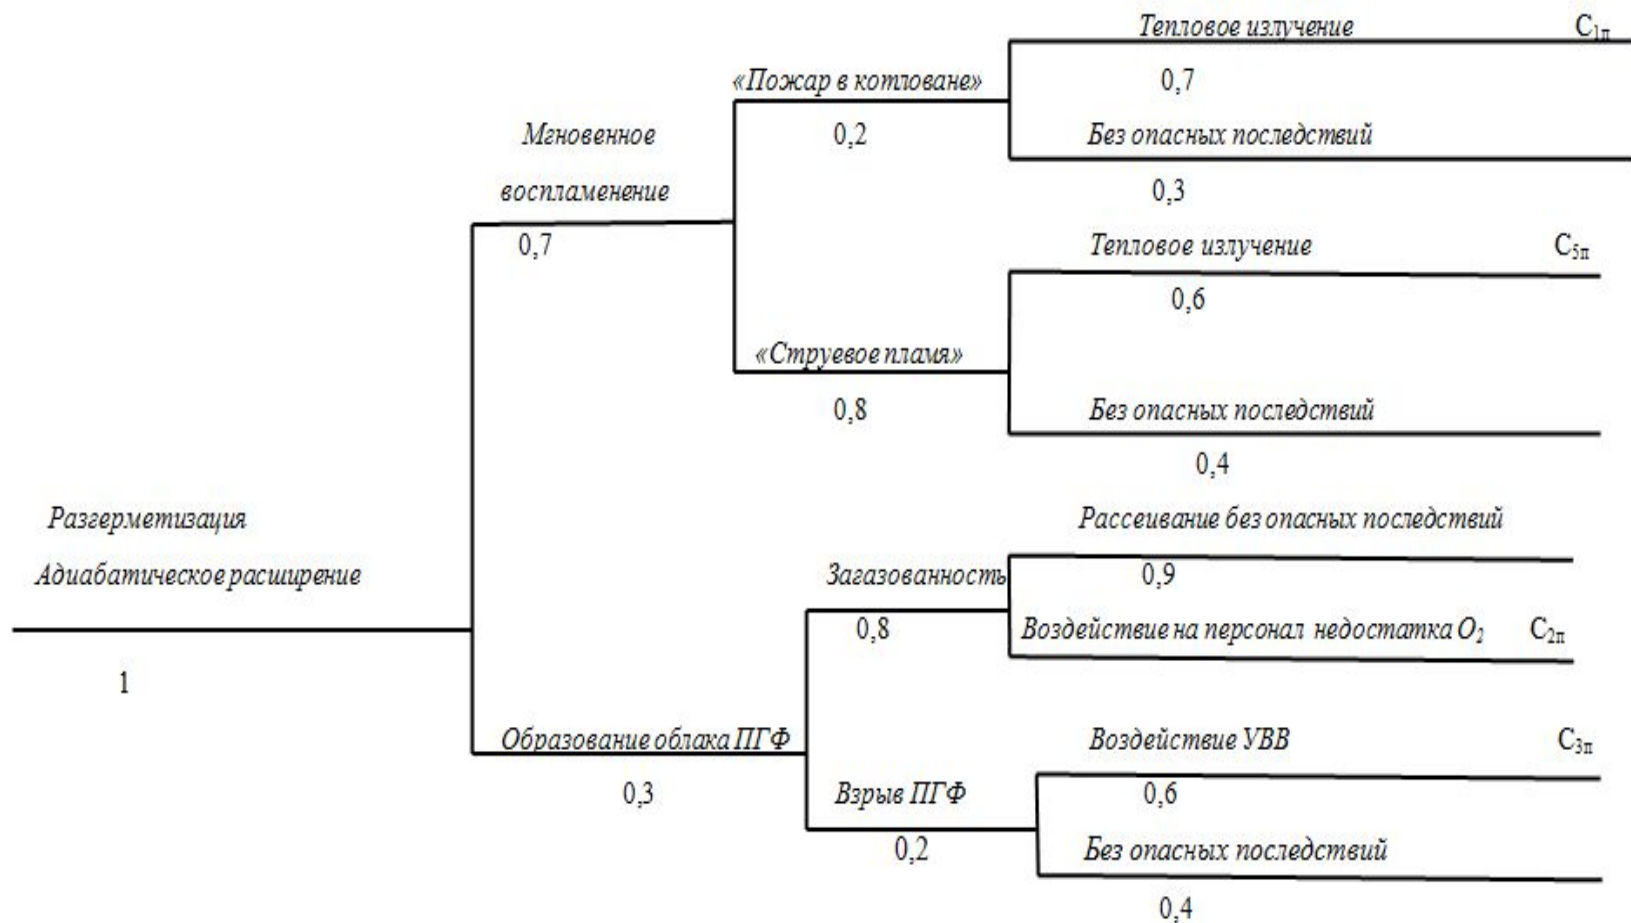 Тепловое излучение C1п
«Пожар в котловане»
0,7
Мгновенное
0,2
Без опасных последствий
воспламенение
0,3
0,7
Тепловое излучение C5п
0,6
«Струевое пламя»
0,8
Без опасных последствий
0,4
Разгерметизация
Рассеивание без опасных последствий
Адиабатическое расширение
Загазованность
0,9
0,8
Воздействие на персонал недостатка O2 C2п
1
Образование облака ПГФ
Воздействие УВВ C3п
0,3
Взрыв ПГФ
0,6
0,2
Без опасных последствий
0,4